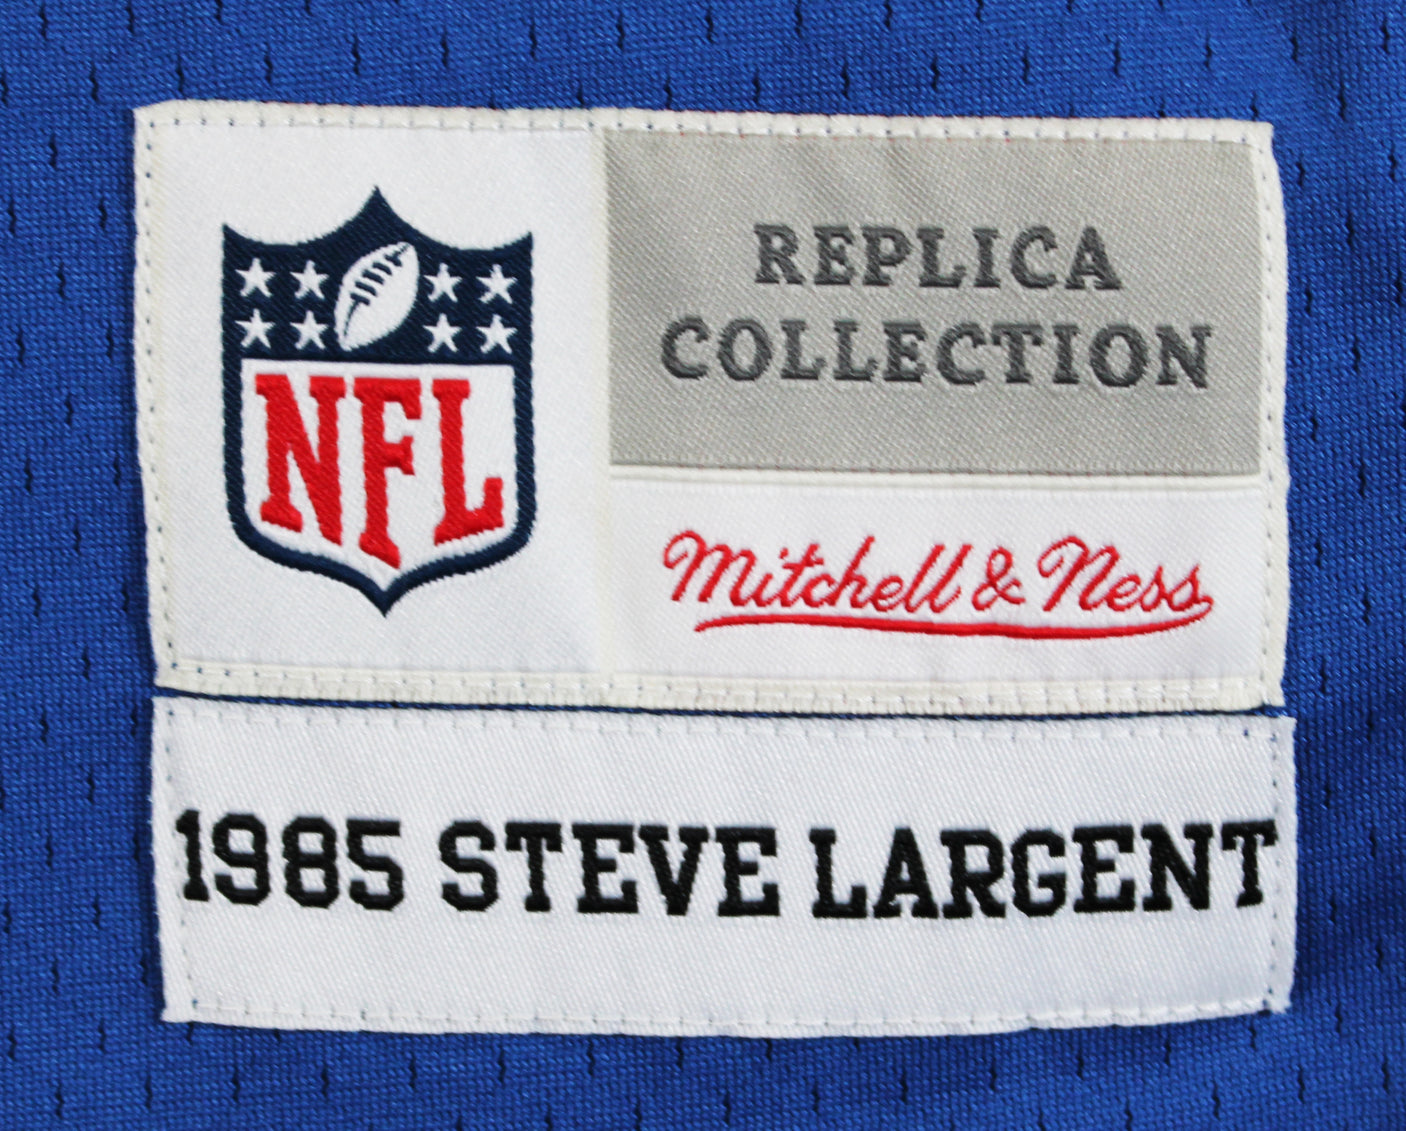 NFL
REPLICA
COLLECTION
Mitchell & Ness
1985 STEVE LARGENT